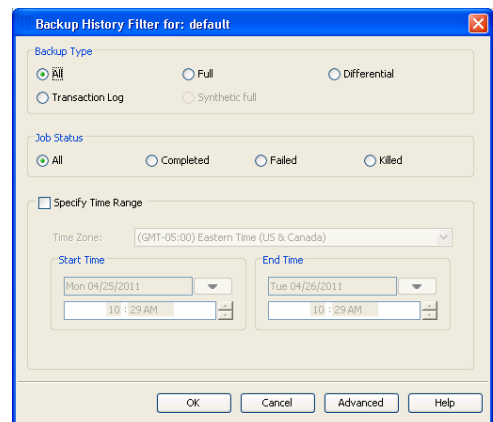 Backup History Filter for: default
Backup Type
All
Full
Differential
Transaction Log
Synthetic full
Job Status
All
Completed
Failed
Killed
Specify Time Range
Time Zone:
(GMT-05:00) Eastern Time (US & Canada)
Start Time
End Time
Mon 04/25/2011
Tue 04/26/2011
10 : 29 AM
10 : 29 AM
OK
Cancel
Advanced
Help